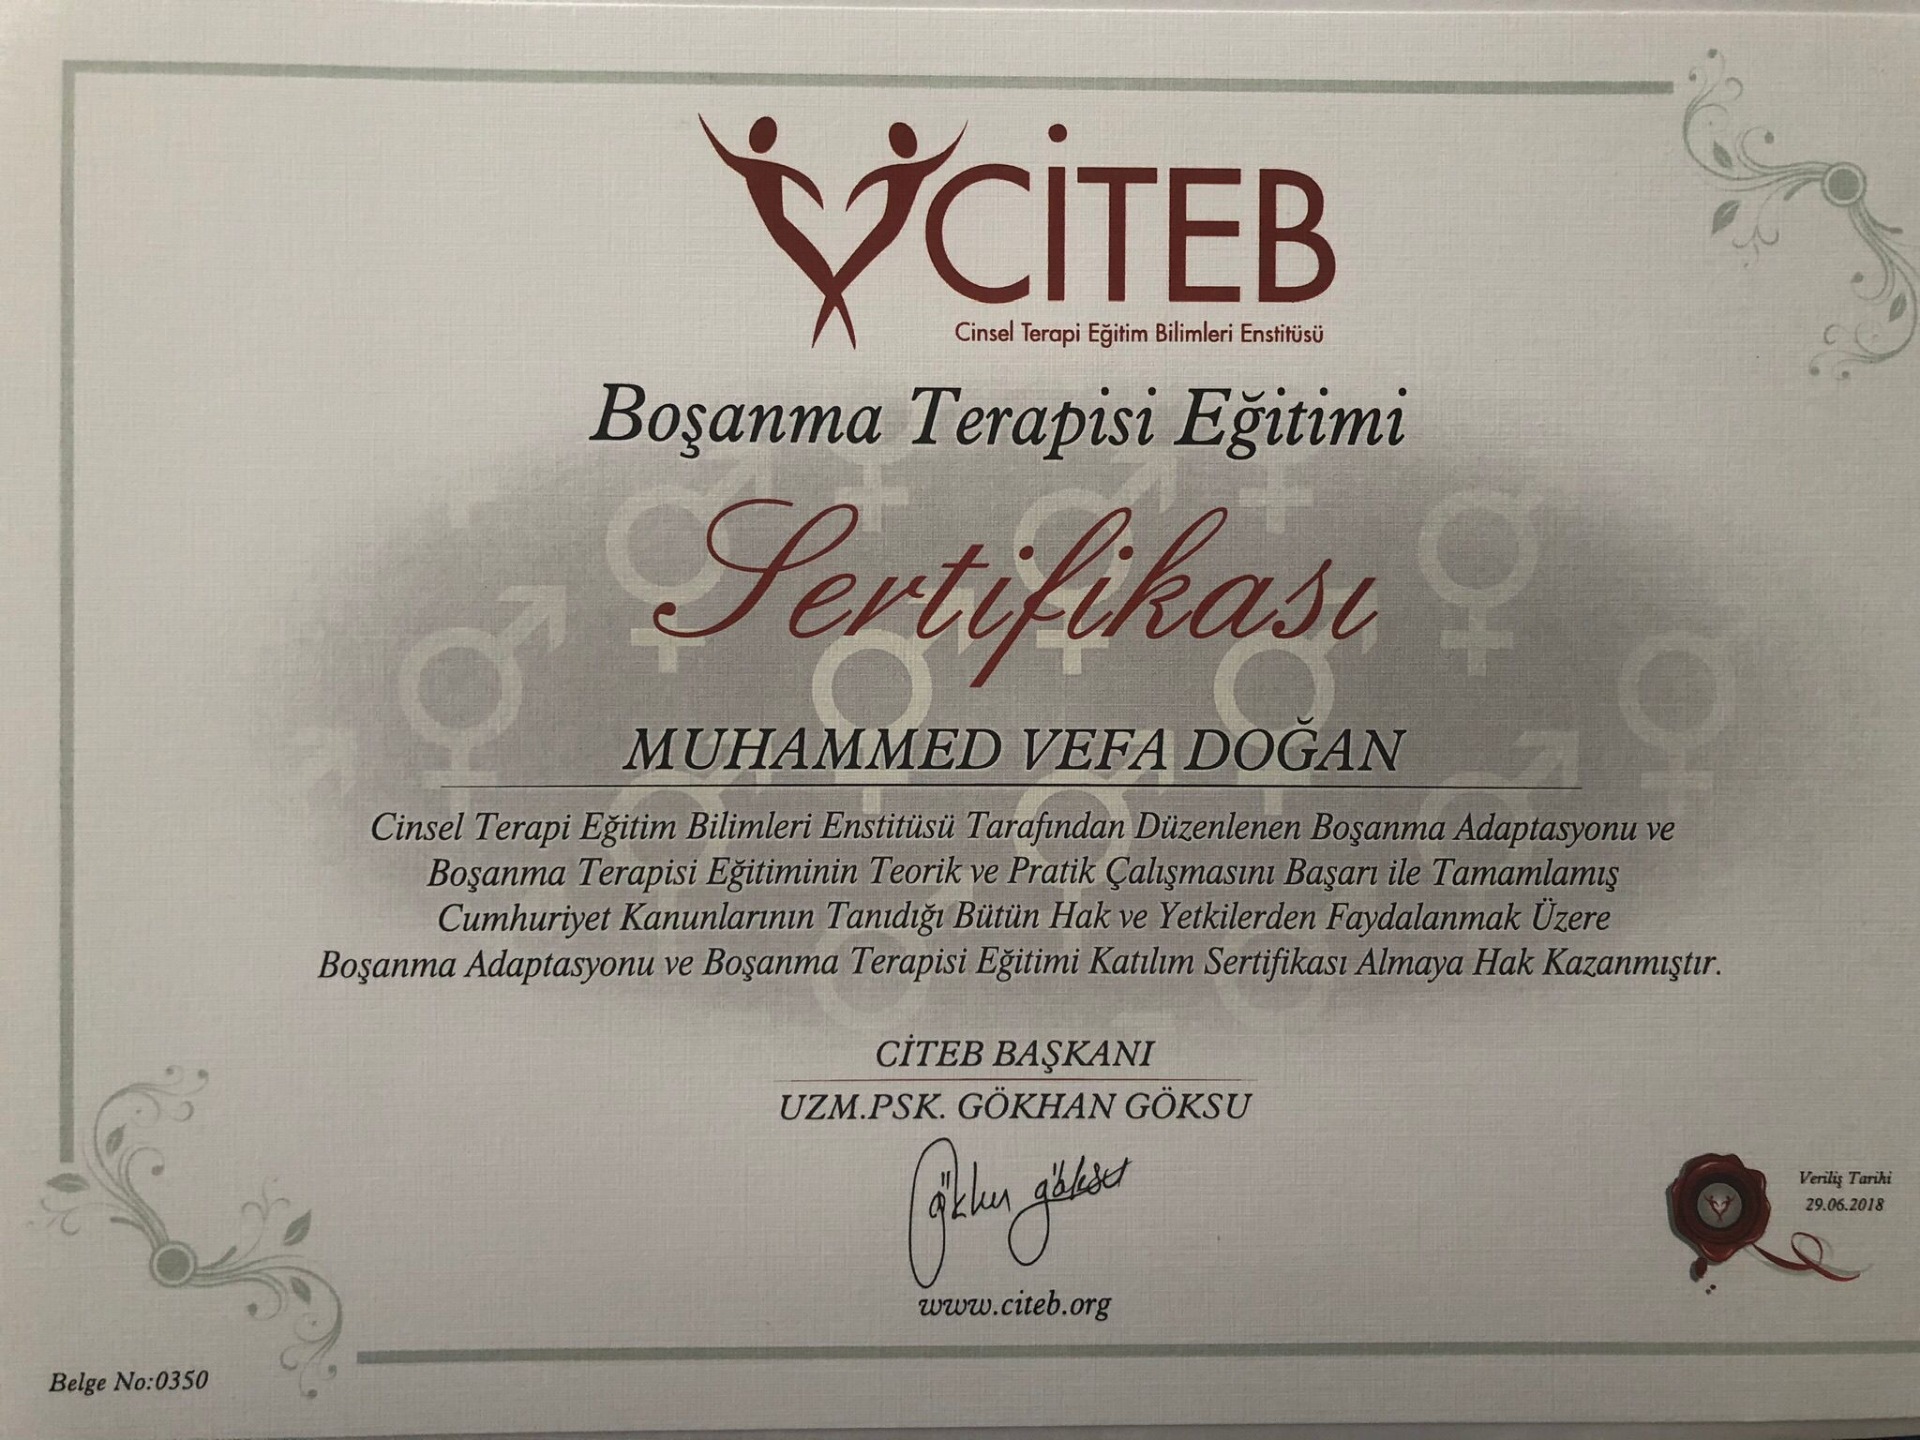 CİTEB
Cinsel Terapi Eğitim Bilimleri Enstitüsü
Boşanma Terapisi Eğitimi
Sertifikası
MUHAMMED VEFA DOĞAN
Cinsel Terapi Eğitim Bilimleri Enstitüsü Tarafından Düzenlenen Boşanma Adaptasyonu ve
Boşanma Terapisi Eğitiminin Teorik ve Pratik Çalışmasını Başarı ile Tamamlamış
Cumhuriyet Kanunlarının Tanıdığı Bütün Hak ve Yetkilerden Faydalanmak Üzere
Boşanma Adaptasyonu ve Boşanma Terapisi Eğitimi Katılım Sertifikası Almaya Hak Kazanmıştır.
CİTEB BAŞKANI
UZM.PSK. GÖKHAN GÖKSU
Gökhan göksu
www.citeb.org
Veriliş Tarihi
29.06.2018
Belge No:0350